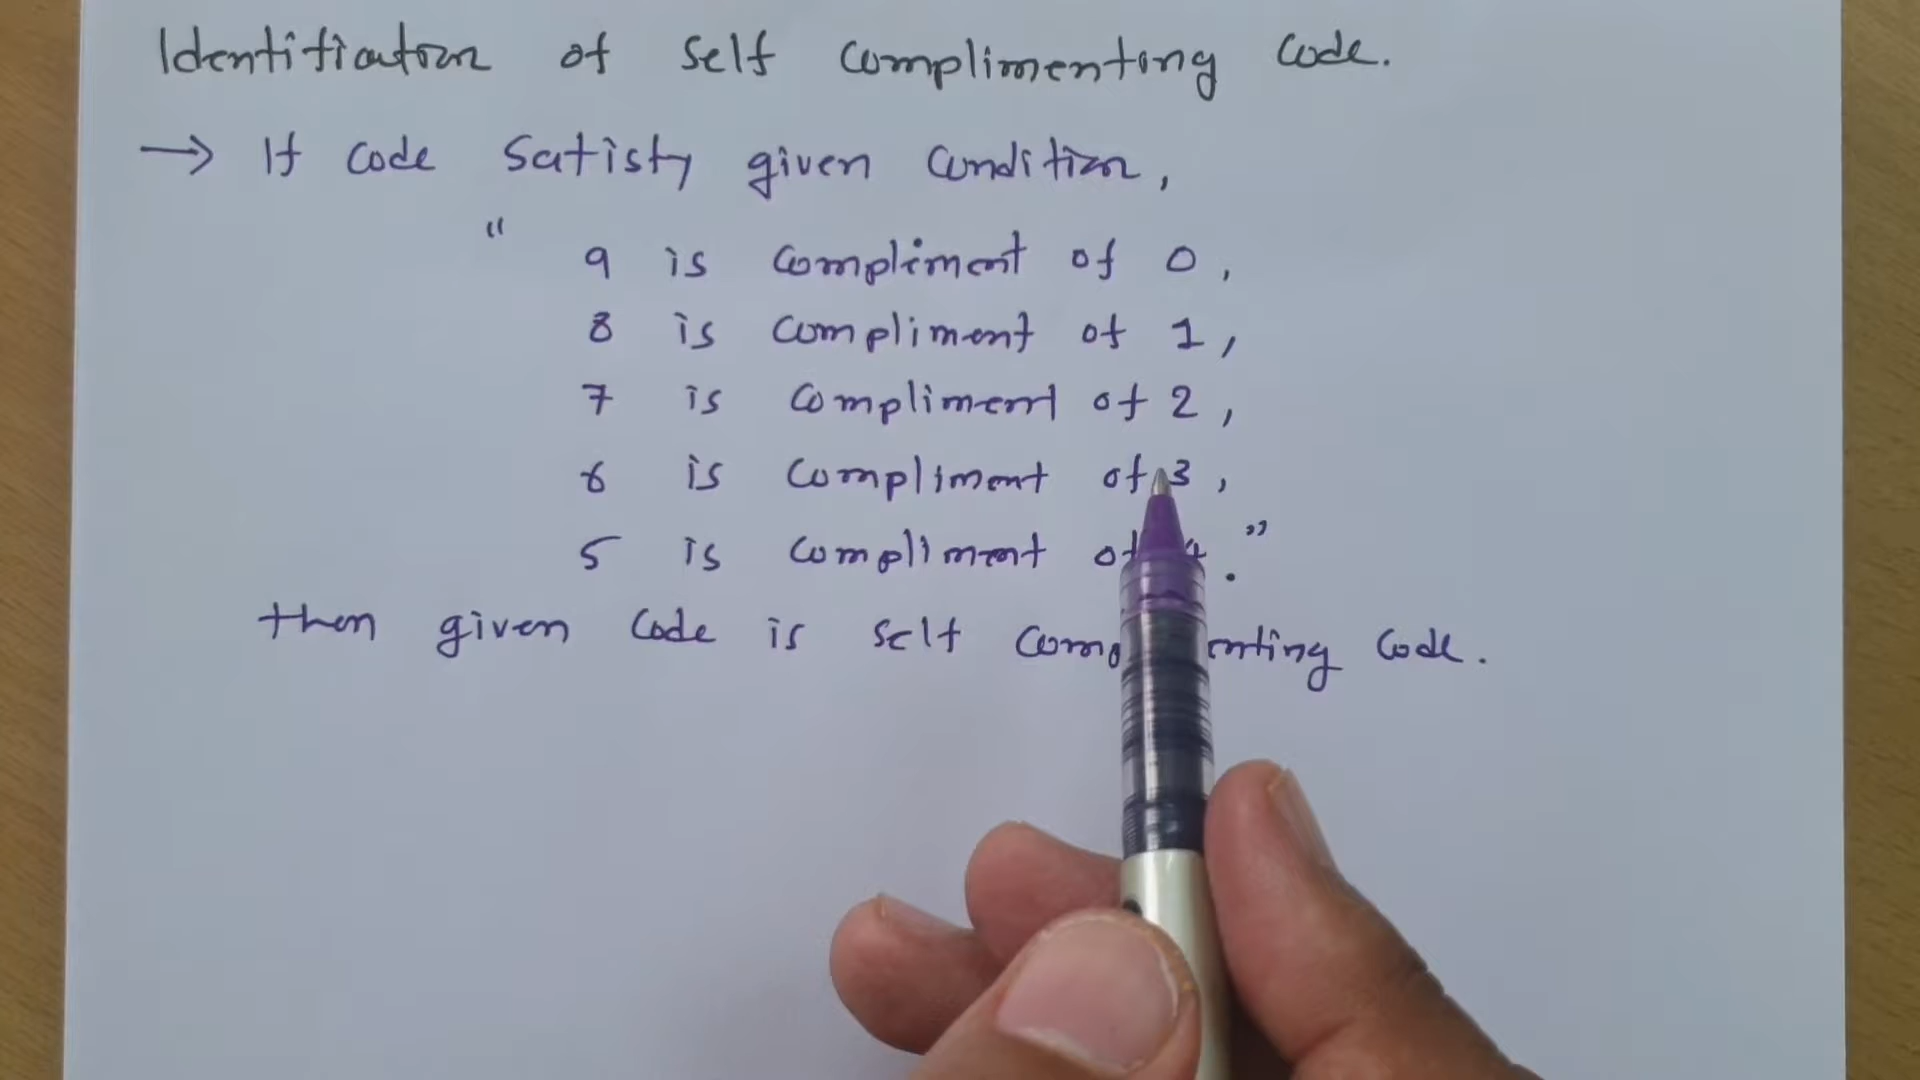 Identification of Self Complimenting Code.
→ If Code Satisfy given Condition,
“ 9 is Compliment of 0,
8 is Compliment of 1,
7 is Compliment of 2,
6 is Compliment of 3,
5 is Compliment of .”
then given Code is Self Code.